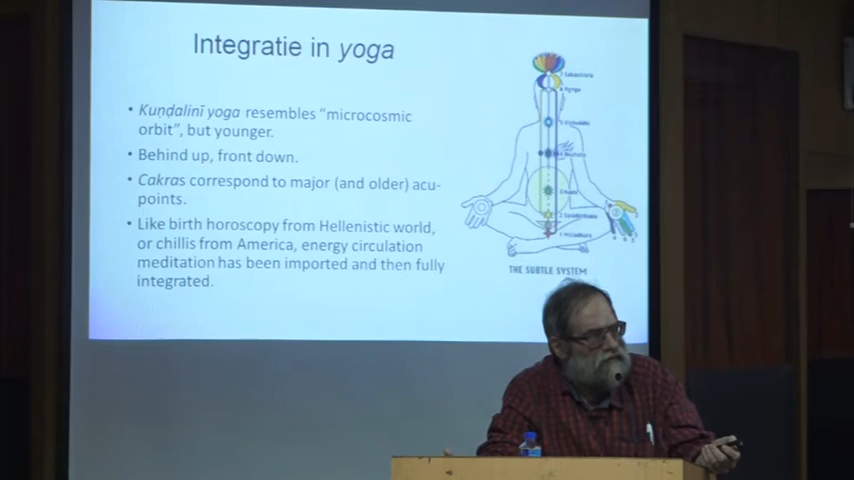 Integratie in yoga
• Kuṇḍalinī yoga resembles “microcosmic
orbit”, but younger.
• Behind up, front down.
• Cakras correspond to major (and older) acu-
points.
• Like birth horoscopy from Hellenistic world,
or chillis from America, energy circulation
meditation has been imported and then fully
integrated.
THE SUBTLE SYSTEM